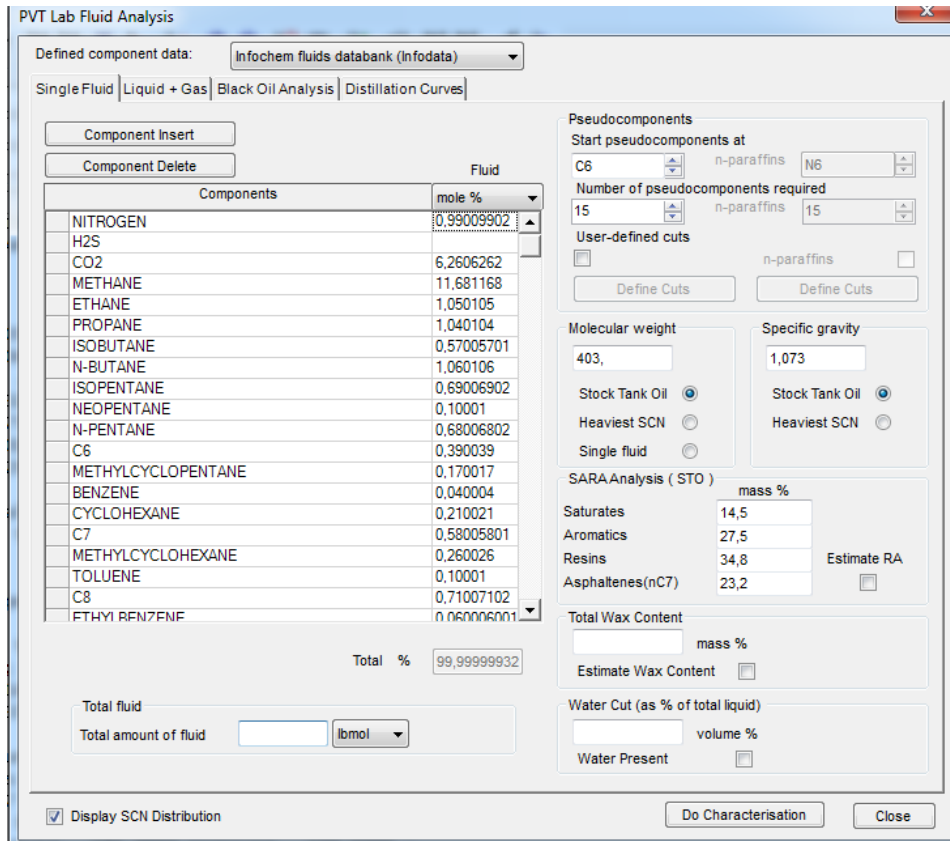 PVT Lab Fluid Analysis
Defined component data: Infochem fluids databank (Infodata)
Single Fluid Liquid + Gas Black Oil Analysis Distillation Curves
Component Insert
Component Delete
Fluid
Components mole %
NITROGEN 0,99009902
H2S
CO2 6,2606262
METHANE 11,681168
ETHANE 1,050105
PROPANE 1,040104
ISOBUTANE 0,57005701
N-BUTANE 1,060106
ISOPENTANE 0,69006902
NEOPENTANE 0,10001
N-PENTANE 0,68006802
C6 0,390039
METHYLCYCLOPENTANE 0,170017
BENZENE 0,040004
CYCLOHEXANE 0,210021
C7 0,58005801
METHYLCYCLOHEXANE 0,260026
TOLUENE 0,10001
C8 0,71007102
ETHYLBENZENE 0,060006001
Total % 99,99999932
Total fluid
Total amount of fluid lbmol
Pseudocomponents
Start pseudocomponents at
C6 n-paraffins N6
Number of pseudocomponents required
15 n-paraffins 15
User-defined cuts
n-paraffins
Define Cuts Define Cuts
Molecular weight
403,
Stock Tank Oil
Heaviest SCN
Single fluid
Specific gravity
1,073
Stock Tank Oil
Heaviest SCN
SARA Analysis ( STO )
mass %
Saturates 14,5
Aromatics 27,5
Resins 34,8 Estimate RA
Asphaltenes(nC7) 23,2
Total Wax Content
mass %
Estimate Wax Content
Water Cut (as % of total liquid)
volume %
Water Present
Display SCN Distribution Do Characterisation Close